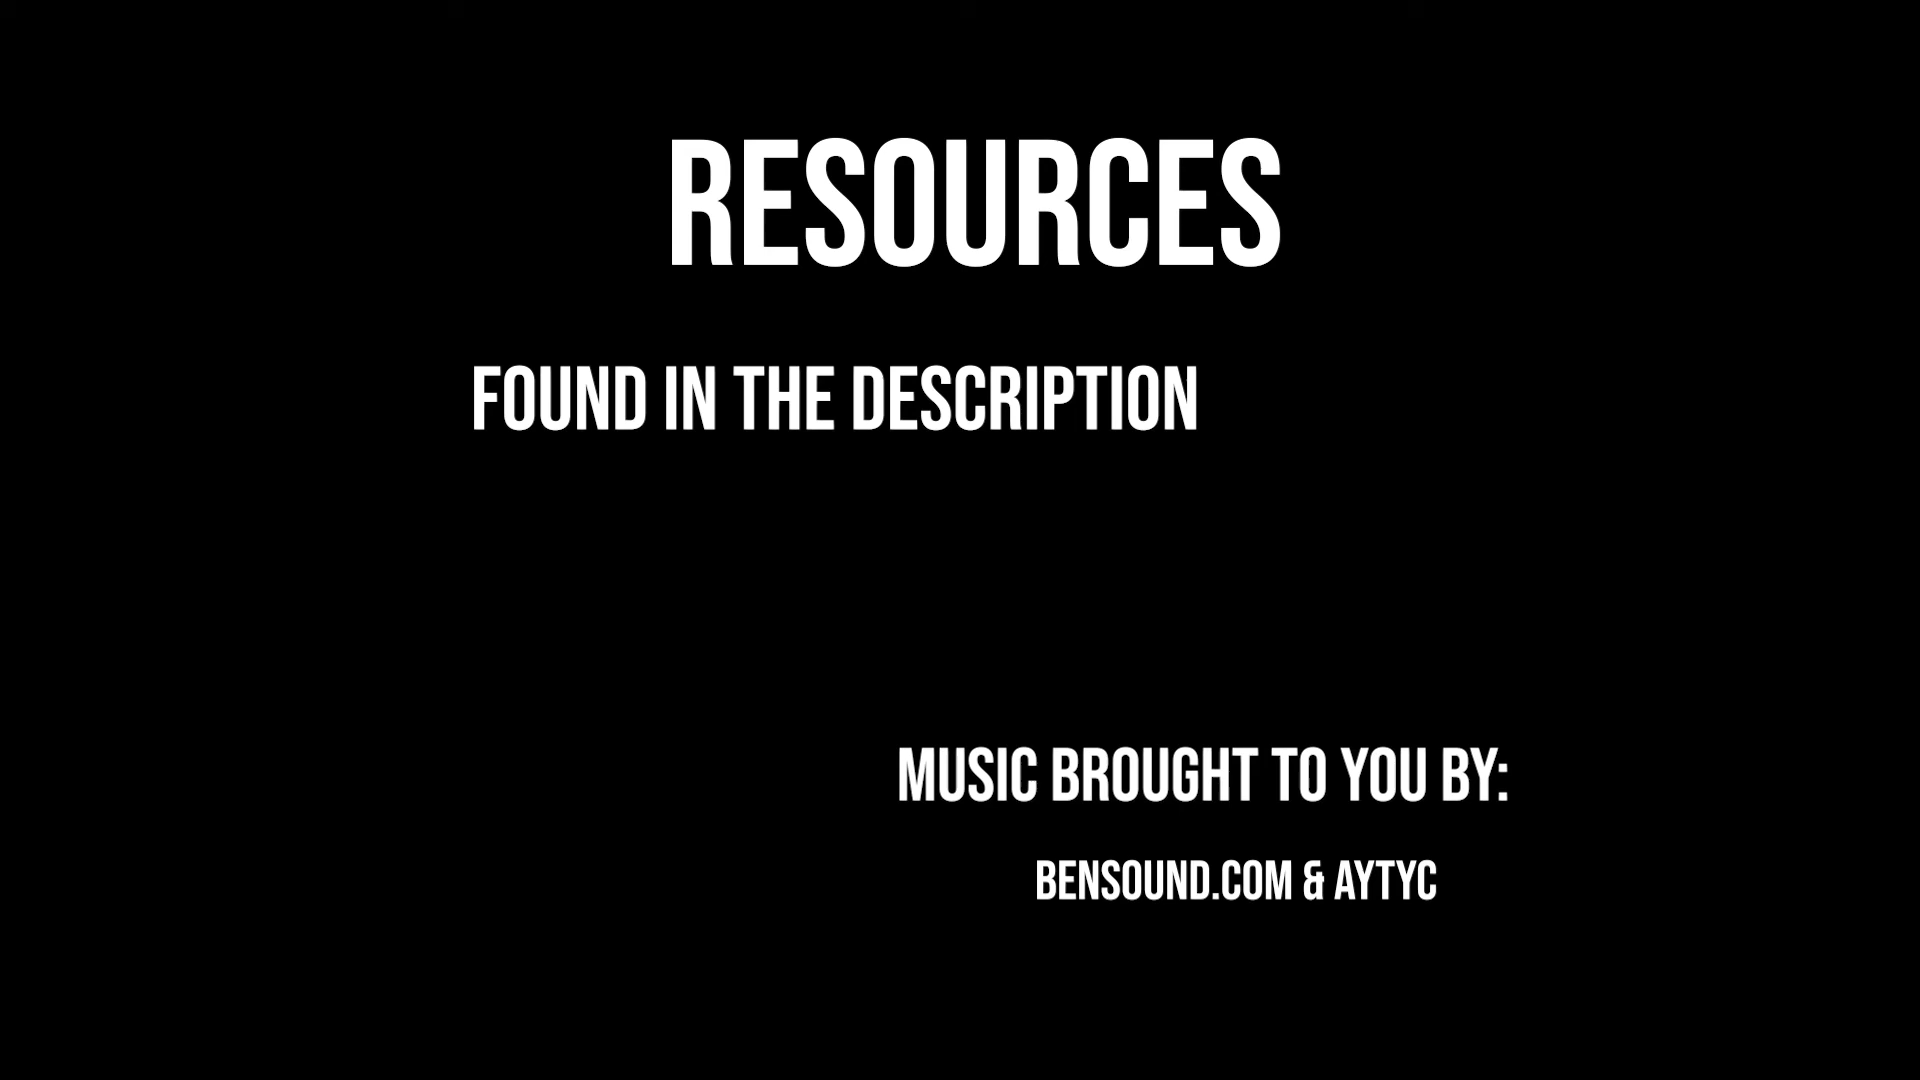 RESOURCES
FOUND IN THE DESCRIPTION
MUSIC BROUGHT TO YOU BY:
BENSOUND.COM & AYTYC